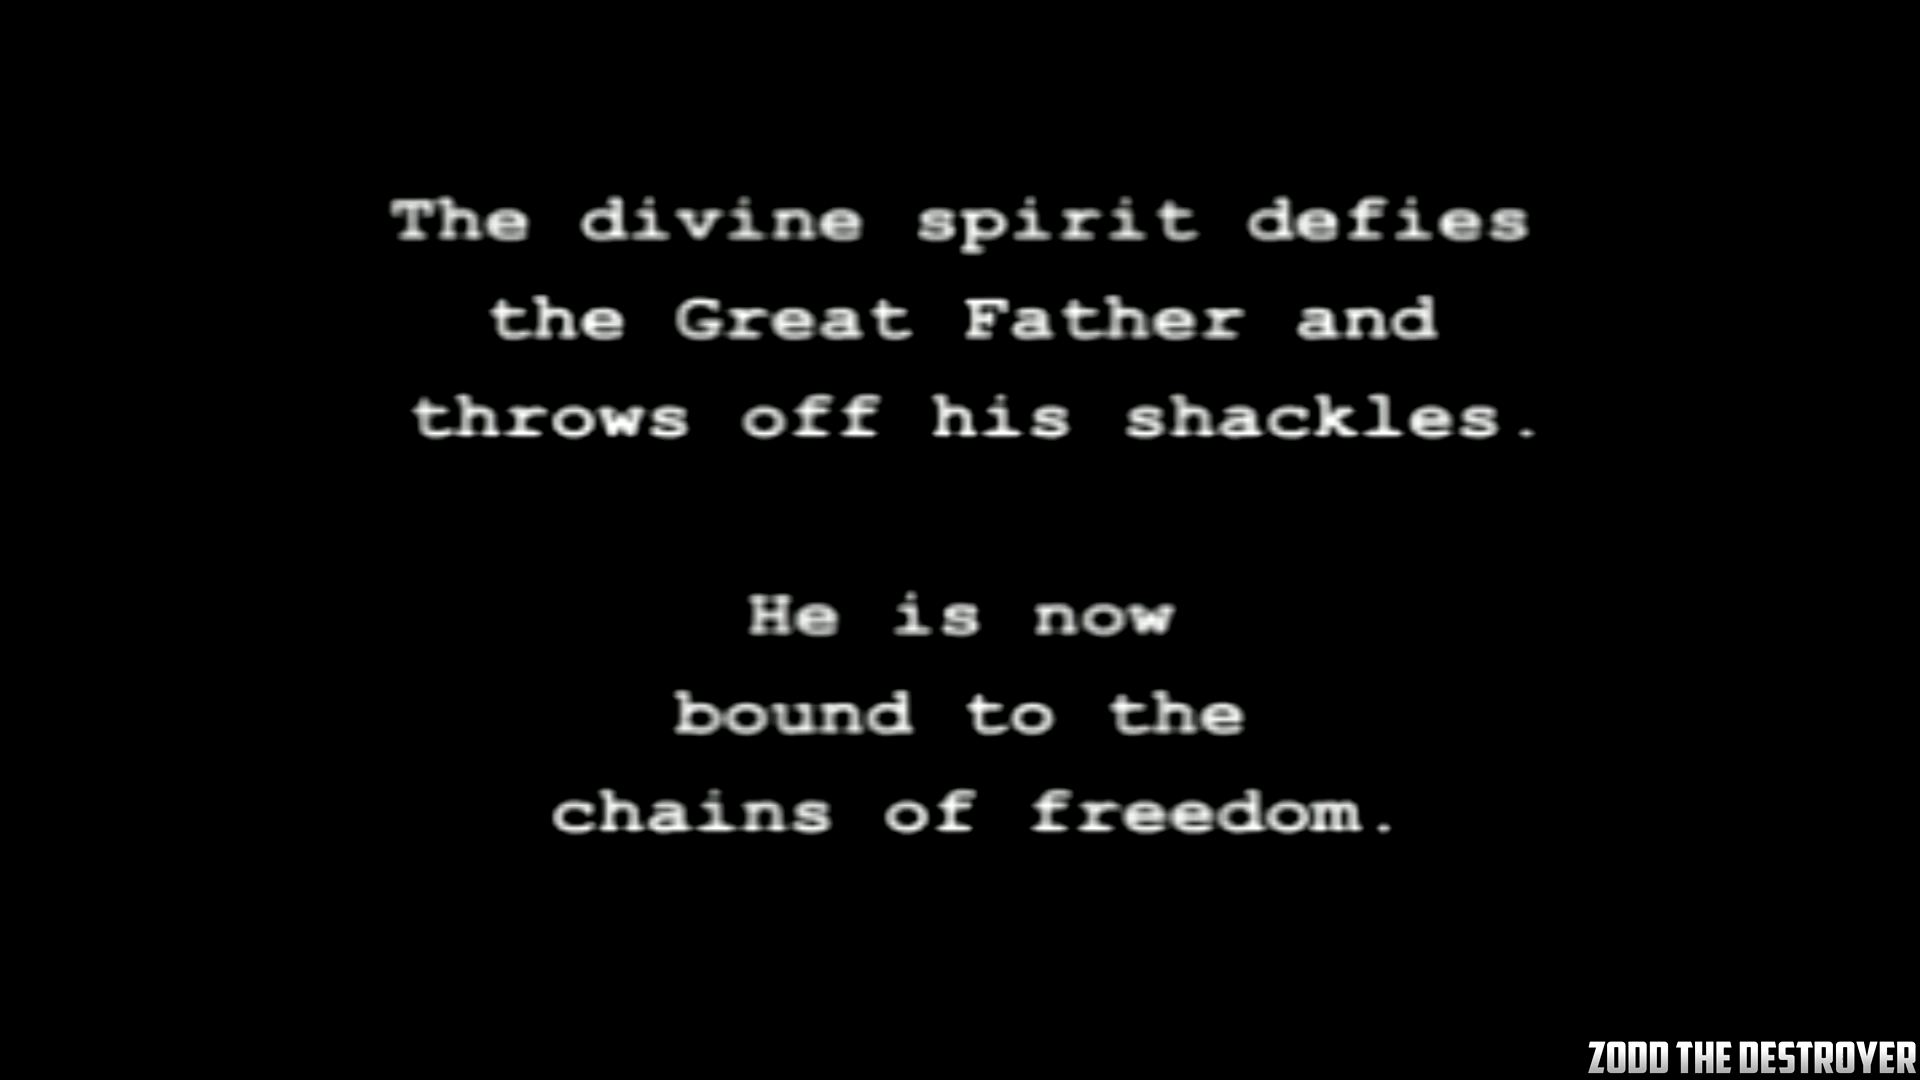 The divine spirit defies
the Great Father and
throws off his shackles.
He is now
bound to the
chains of freedom.
ZODD THE DESTROYER